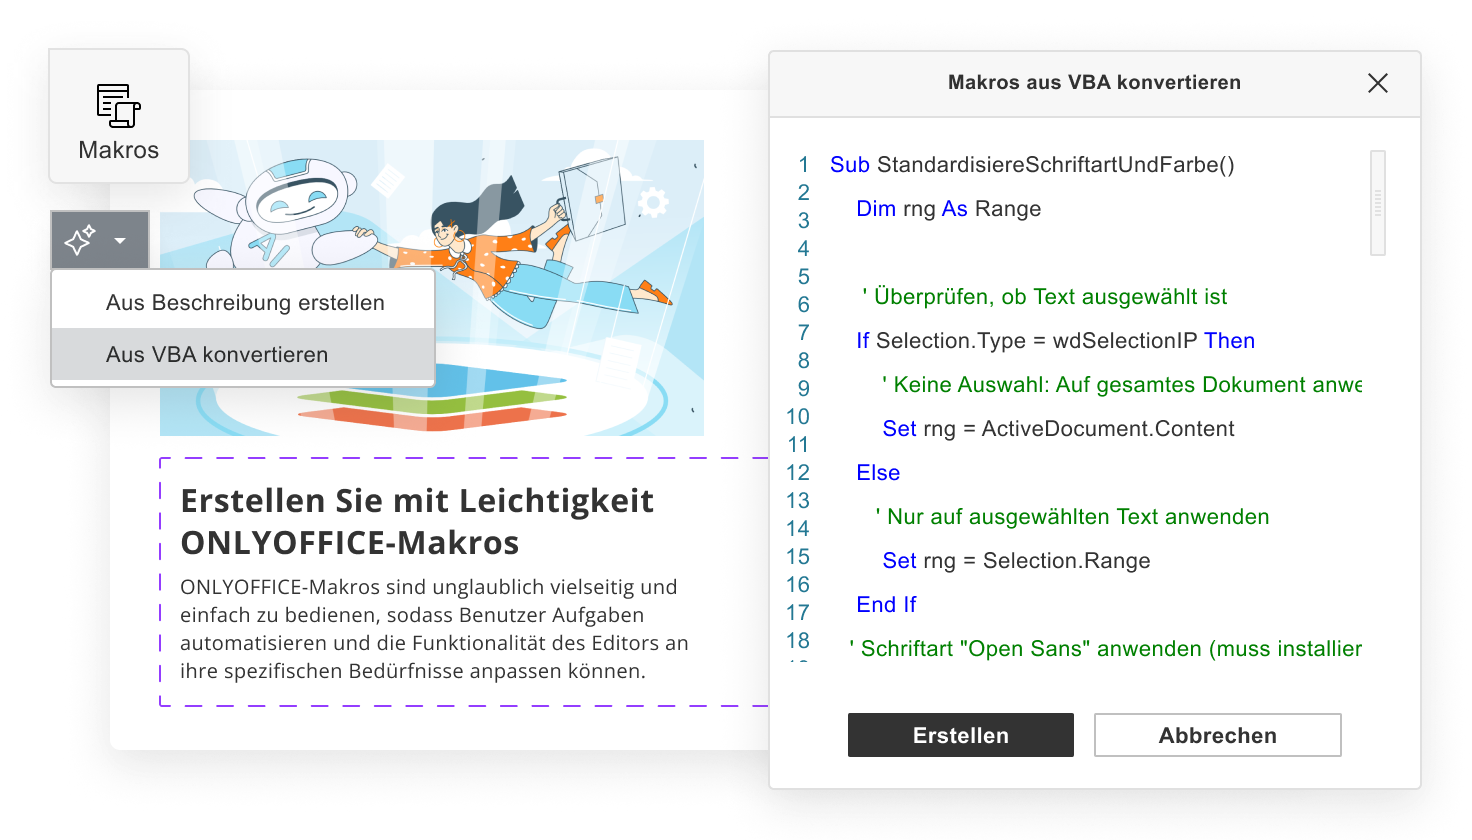 Makros
Aus Beschreibung erstellen
Aus VBA konvertieren
AI
Erstellen Sie mit Leichtigkeit
ONLYOFFICE-Makros
ONLYOFFICE-Makros sind unglaublich vielseitig und
einfach zu bedienen, sodass Benutzer Aufgaben
automatisieren und die Funktionalität des Editors an
ihre spezifischen Bedürfnisse anpassen können.
Makros aus VBA konvertieren
1
2
3
4
5
6
7
8
9
10
11
12
13
14
15
16
17
18
Sub StandardisiereSchriftartUndFarbe()
Dim rng As Range
' Überprüfen, ob Text ausgewählt ist
If Selection.Type = wdSelectionIP Then
' Keine Auswahl: Auf gesamtes Dokument anwe
Set rng = ActiveDocument.Content
Else
' Nur auf ausgewählten Text anwenden
Set rng = Selection.Range
End If
' Schriftart "Open Sans" anwenden (muss installier
Erstellen
Abbrechen